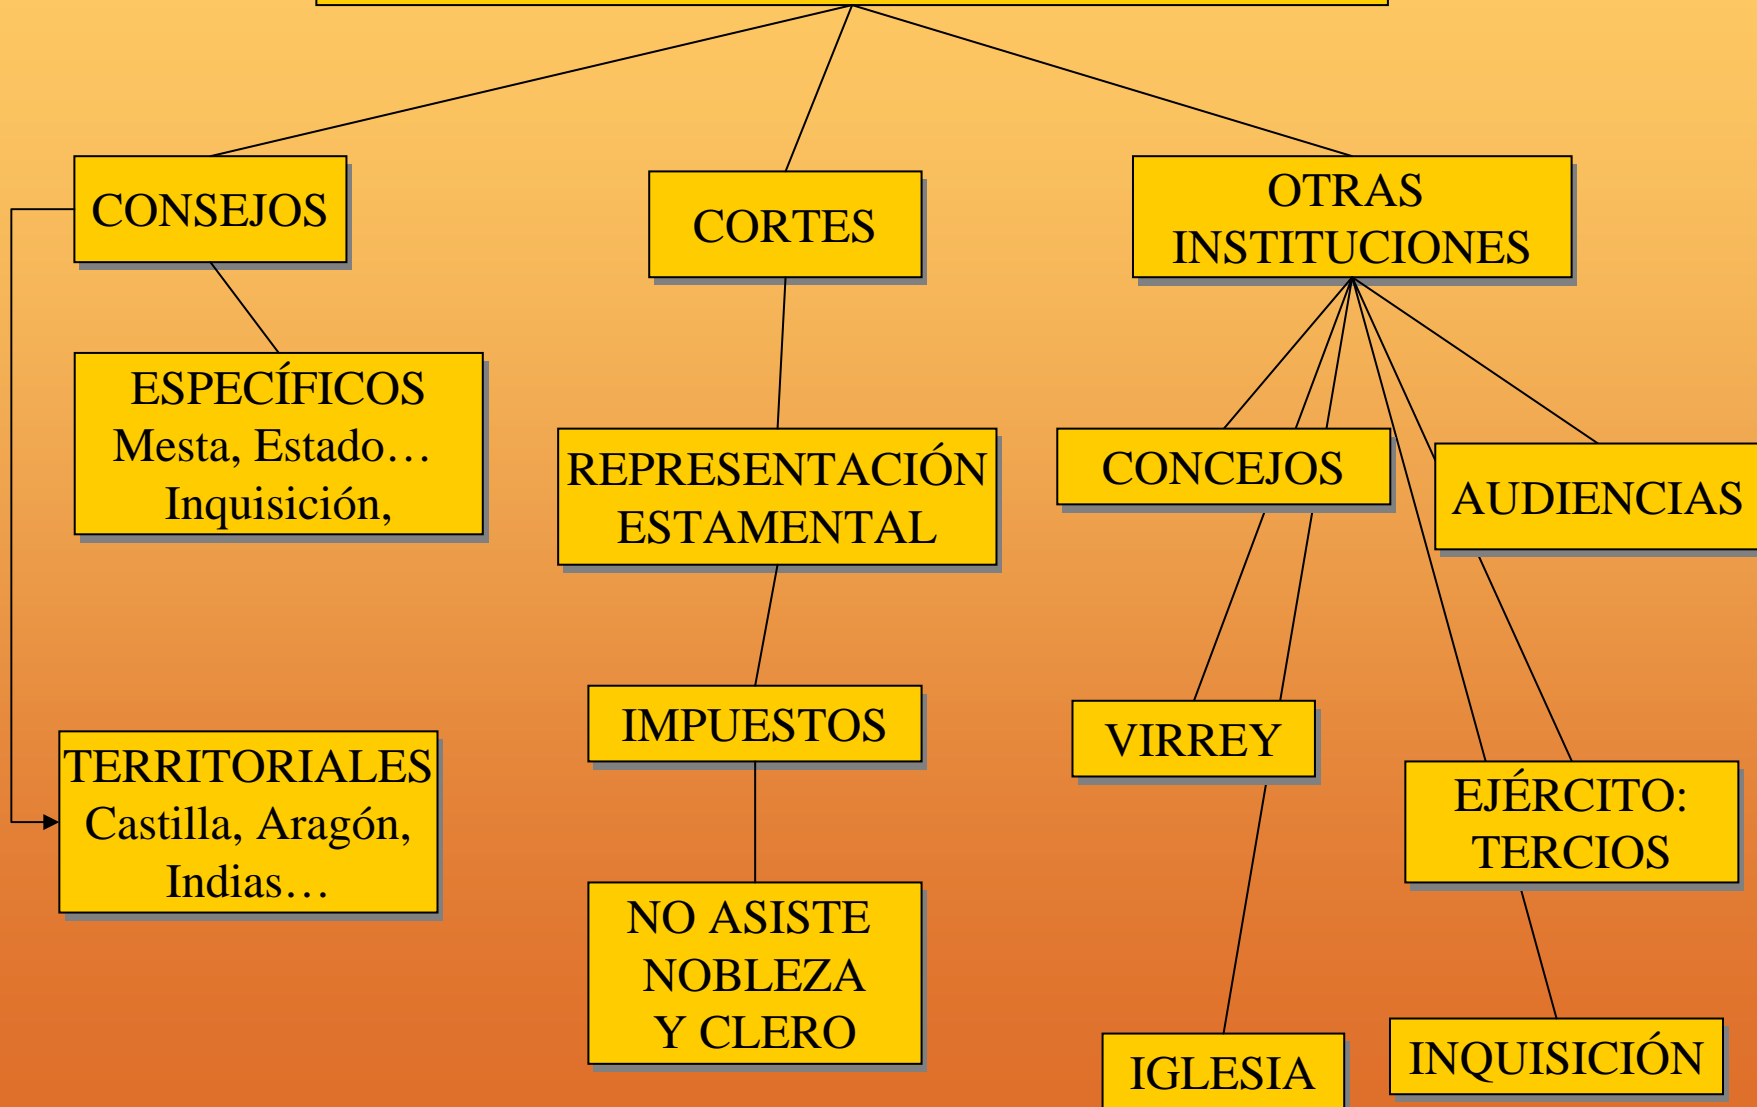 CONSEJOS
CORTES
OTRAS
INSTITUCIONES
ESPECÍFICOS
Mesta, Estado…
Inquisición,
REPRESENTACIÓN
ESTAMENTAL
CONCEJOS
AUDIENCIAS
IMPUESTOS
VIRREY
TERRITORIALES
Castilla, Aragón,
Indias…
EJÉRCITO:
TERCIOS
NO ASISTE
NOBLEZA
Y CLERO
IGLESIA
INQUISICIÓN